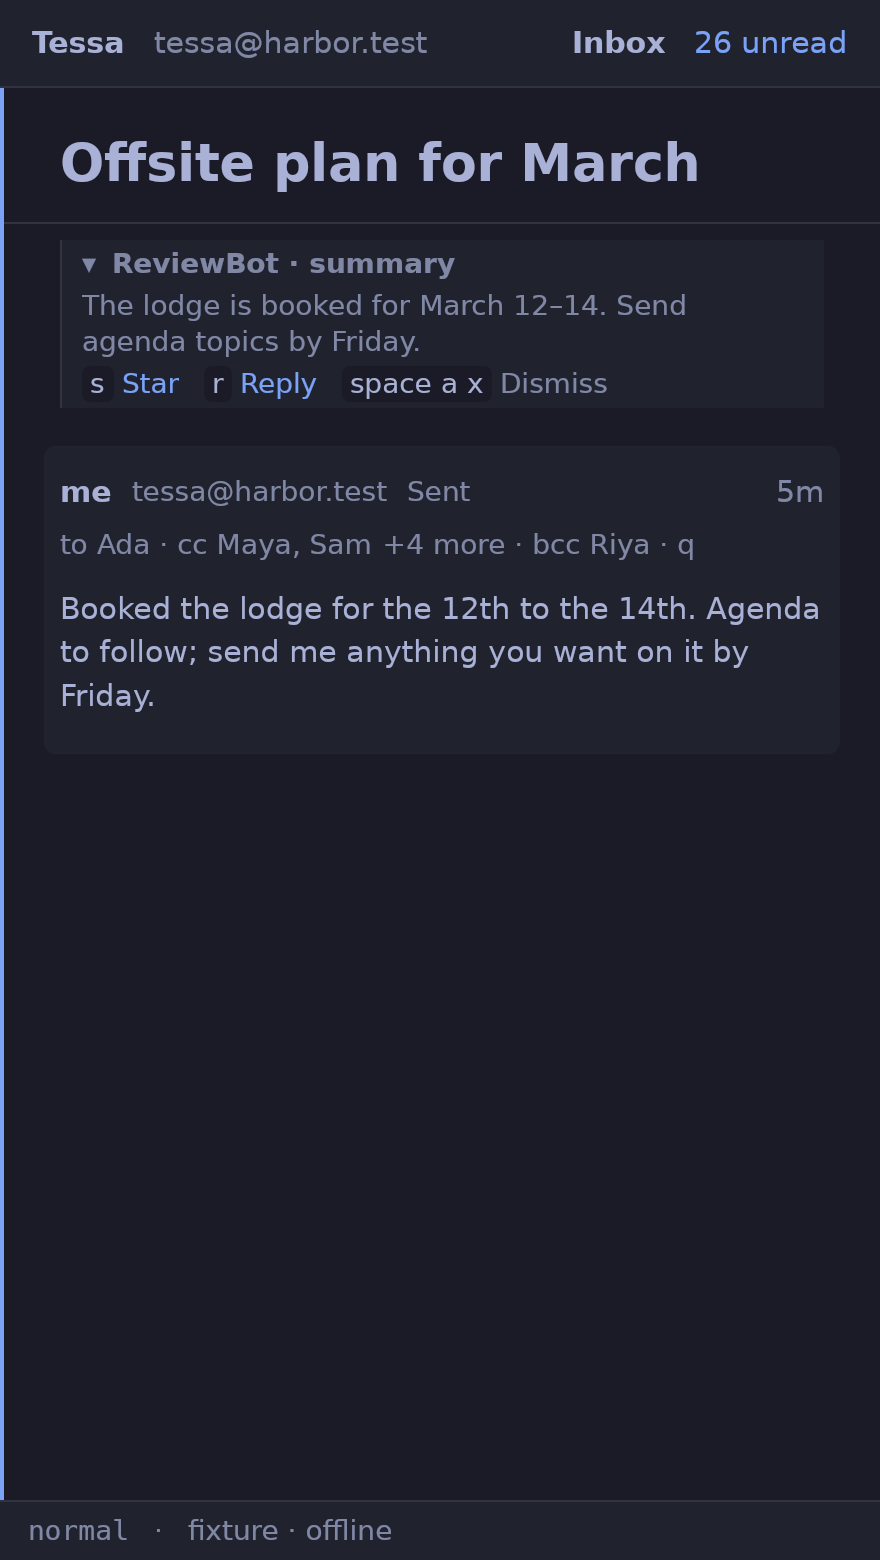 Tessa tessa@harbor.test Inbox 26 unread
Offsite plan for March
▼ ReviewBot · summary
The lodge is booked for March 12–14. Send
agenda topics by Friday.
s Star r Reply space a x Dismiss
me tessa@harbor.test Sent 5m
to Ada · cc Maya, Sam +4 more · bcc Riya · q
Booked the lodge for the 12th to the 14th. Agenda
to follow; send me anything you want on it by
Friday.
normal · fixture · offline